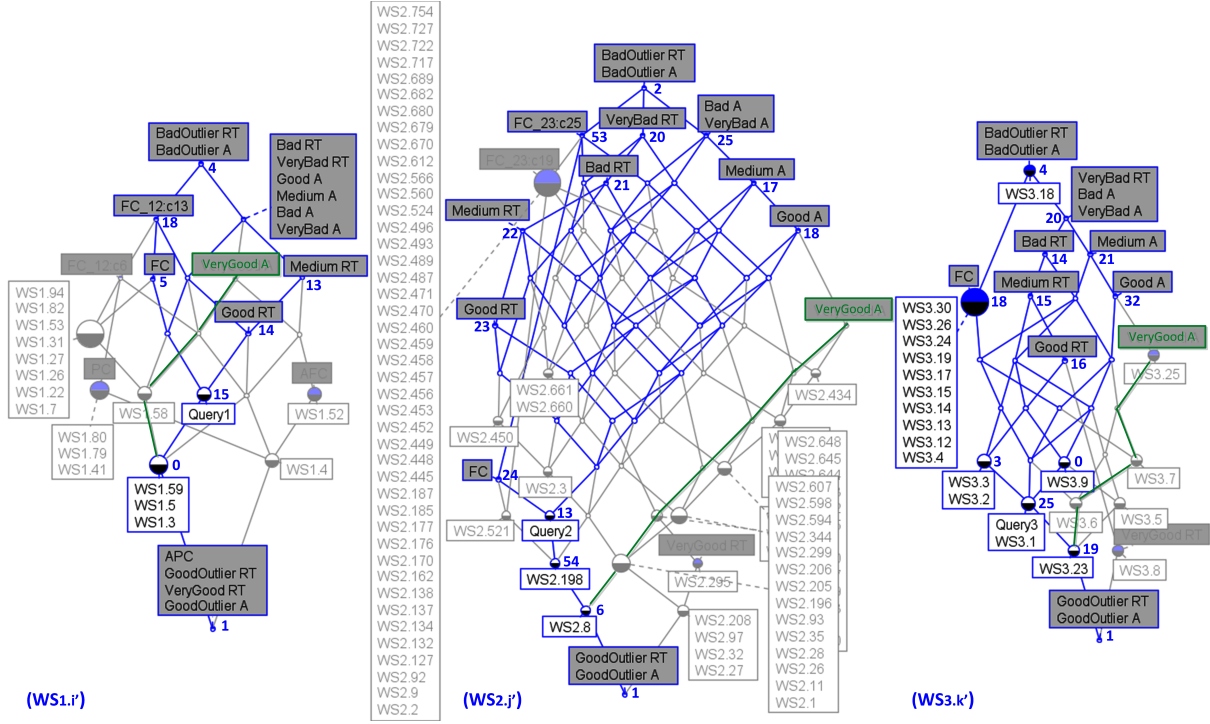 BadOutlier RT
BadOutlier A
4
Bad RT
VeryBad RT
Good A
Medium A
Bad A
VeryBad A
FC_12:c13
18
FC_12:c6
FC
5
VeryGood A
Medium RT
13
WS1.94
WS1.82
WS1.53
WS1.31
WS1.27
WS1.26
WS1.22
WS1.7
Good RT
14
PC
AFC
WS1.58
15
Query1
WS1.52
WS1.80
WS1.79
WS1.41
0
WS1.4
WS1.59
WS1.5
WS1.3
APC
GoodOutlier RT
VeryGood RT
GoodOutlier A
1
(WS1.i')
WS2.754
WS2.727
WS2.722
WS2.717
WS2.689
WS2.682
WS2.680
WS2.679
WS2.670
WS2.612
WS2.566
WS2.560
WS2.524
WS2.496
WS2.493
WS2.489
WS2.487
WS2.471
WS2.470
WS2.460
WS2.459
WS2.458
WS2.457
WS2.456
WS2.453
WS2.452
WS2.449
WS2.448
WS2.445
WS2.187
WS2.185
WS2.177
WS2.176
WS2.170
WS2.162
WS2.138
WS2.137
WS2.134
WS2.132
WS2.127
WS2.92
WS2.9
WS2.2
BadOutlier RT
BadOutlier A
2
FC_23:c25
53
VeryBad RT
20
Bad A
VeryBad A
25
FC_23:c19
Bad RT
21
Medium A
17
Medium RT
22
Good A
18
Good RT
23
VeryGood A
WS2.661
WS2.660
WS2.434
WS2.450
WS2.648
WS2.645
WS2.644
FC
24
WS2.3
WS2.607
WS2.598
WS2.594
WS2.344
WS2.299
WS2.206
WS2.205
WS2.196
WS2.93
WS2.35
WS2.28
WS2.26
WS2.11
WS2.1
13
WS2.521
Query2
VeryGood RT
54
WS2.198
WS2.295
6
WS2.8
WS2.208
WS2.97
WS2.32
WS2.27
GoodOutlier RT
GoodOutlier A
1
(WS2.j')
BadOutlier RT
BadOutlier A
4
WS3.18
VeryBad RT
Bad A
VeryBad A
20
Bad RT
14
Medium A
21
FC
18
Medium RT
15
Good A
32
WS3.30
WS3.26
WS3.24
WS3.19
WS3.17
WS3.15
WS3.14
WS3.13
WS3.12
WS3.4
Good RT
16
VeryGood A
WS3.25
3
0
WS3.3
WS3.2
WS3.9
WS3.7
25
Query3
WS3.1
WS3.6
WS3.5
VeryGood RT
19
WS3.23
WS3.8
GoodOutlier RT
GoodOutlier A
1
(WS3.k')